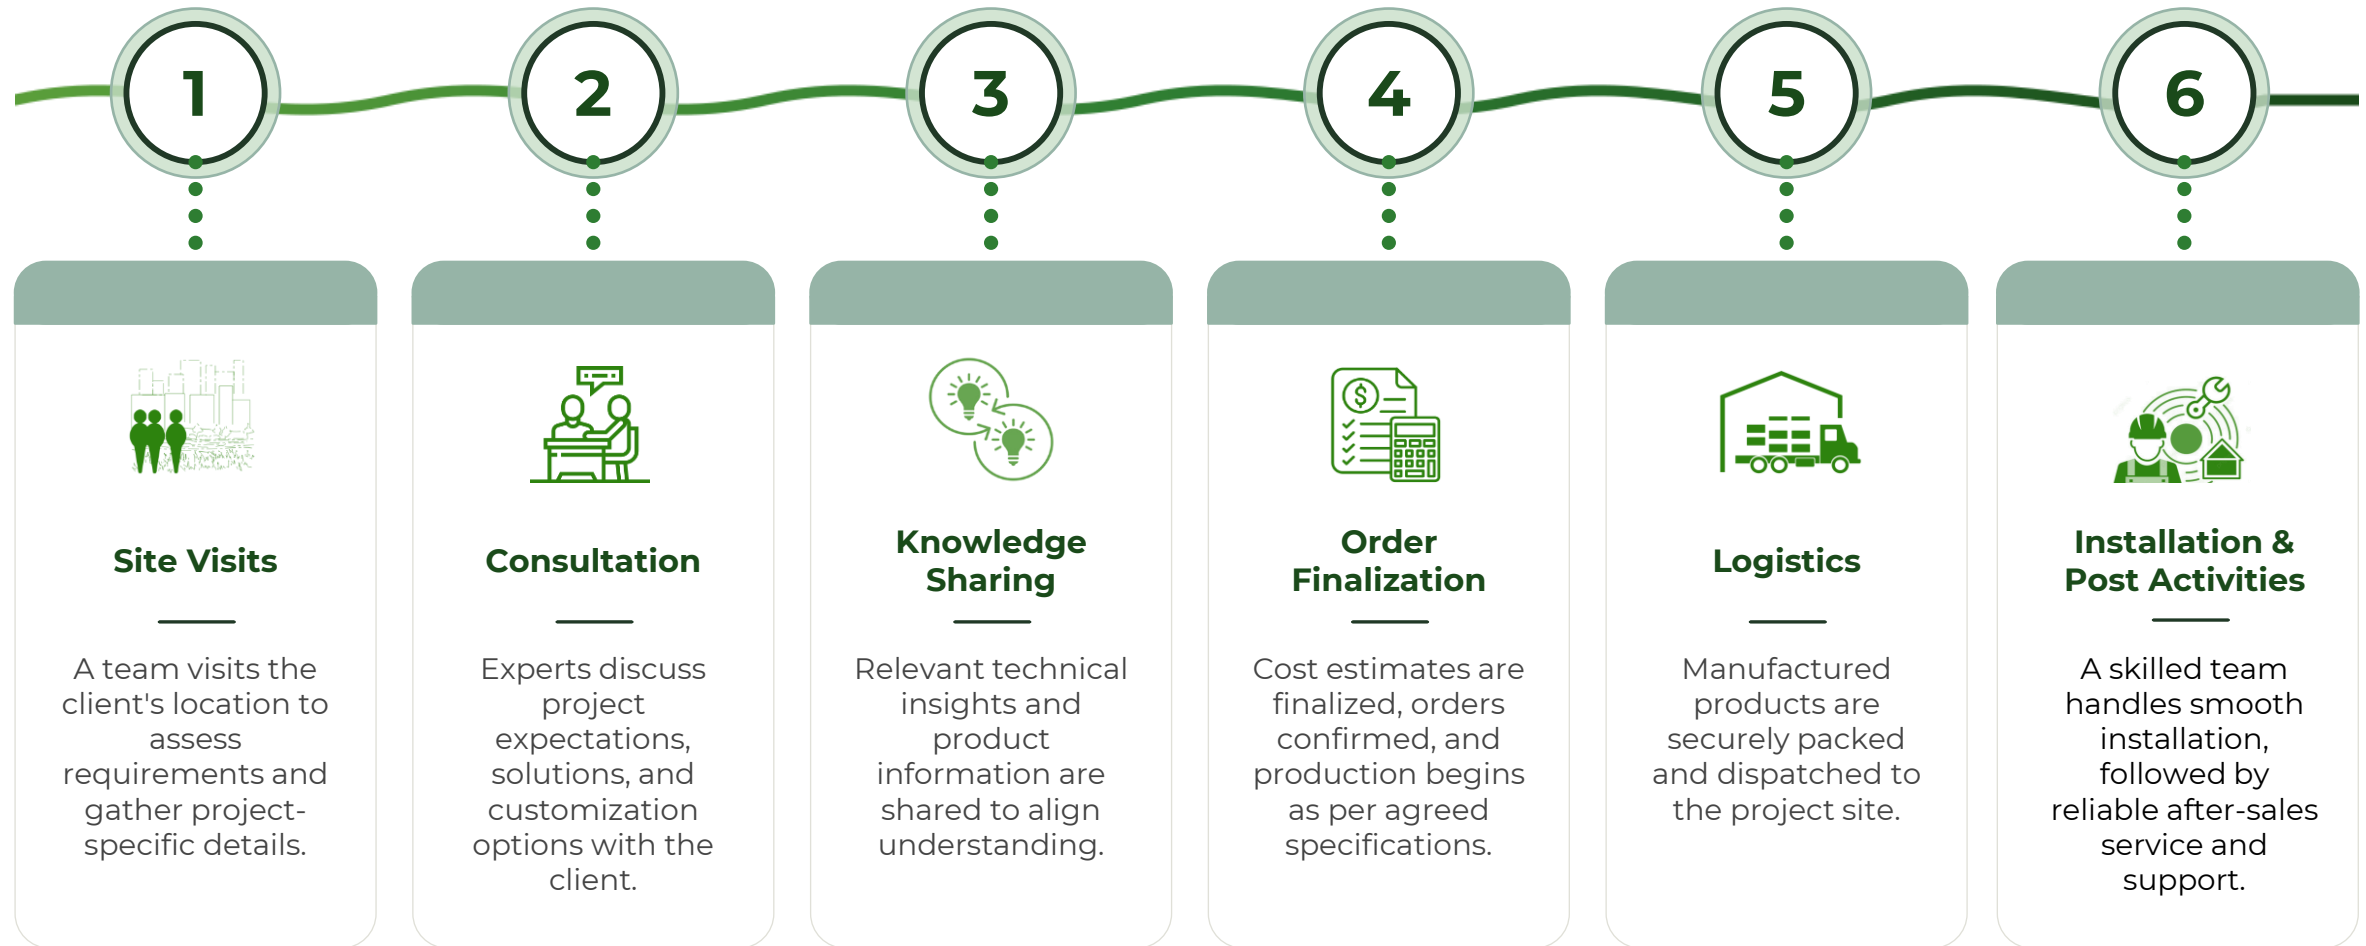 1
2
3
4
5
6
Site Visits
A team visits the
client's location to
assess
requirements and
gather project-
specific details.
Consultation
Experts discuss
project
expectations,
solutions, and
customization
options with the
client.
Knowledge
Sharing
Relevant technical
insights and
product
information are
shared to align
understanding.
$
Order
Finalization
Cost estimates are
finalized, orders
confirmed, and
production begins
as per agreed
specifications.
Logistics
Manufactured
products are
securely packed
and dispatched to
the project site.
Installation &
Post Activities
A skilled team
handles smooth
installation,
followed by
reliable after-sales
service and
support.